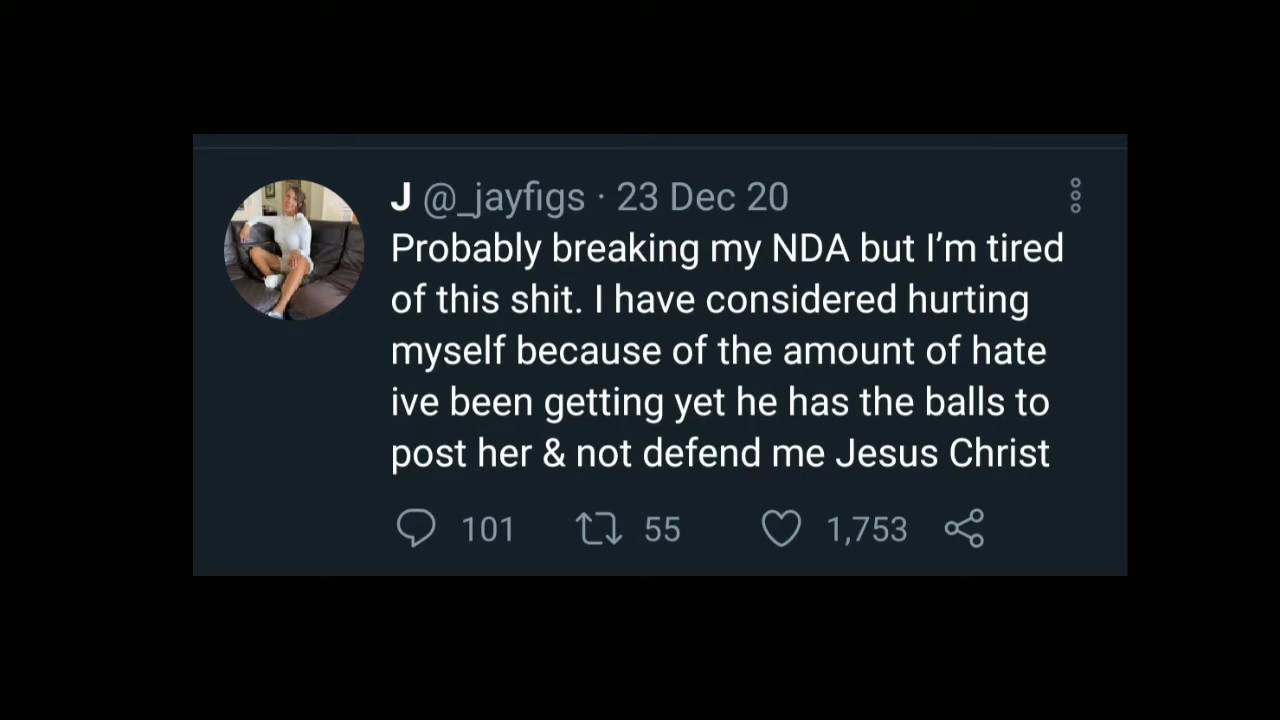 J @_jayfigs · 23 Dec 20
Probably breaking my NDA but I’m tired
of this shit. I have considered hurting
myself because of the amount of hate
ive been getting yet he has the balls to
post her & not defend me Jesus Christ
101 55 1,753